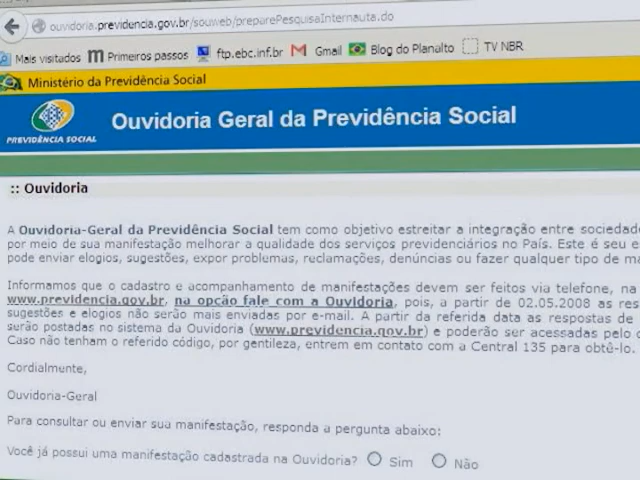 ouvidoria.previdencia.gov.br/souweb/preparePesquisaInternauta.do
Mais visitados Primeiros passos ftp.ebc.inf.br Gmail Blog do Planalto TV NBR
Ministério da Previdência Social
PREVIDÊNCIA SOCIAL
Ouvidoria Geral da Previdência Social
:: Ouvidoria
A Ouvidoria-Geral da Previdência Social tem como objetivo estreitar a integração entre
por meio de sua manifestação melhorar a qualidade dos serviços previdenciários no País. Este é seu
pode enviar elogios, sugestões, expor problemas, reclamações, denúncias ou fazer qualquer tipo de
Informamos que o cadastro e acompanhamento de manifestações devem ser feitos via telefone, na
www.previdencia.gov.br, na opção fale com a Ouvidoria, pois, a partir de 02.05.2008 as
sugestões e elogios não serão mais enviadas por e-mail. A partir da referida data as respostas de
surão postadas no sistema da Ouvidoria (www.previdencia.gov.br) e poderão ser acessadas pelo
Caso não tenham o referido código, por gentileza, entrem em contato com a Central 135 para obtê-lo.
Cordialmente,
Ouvidoria-Geral
Para consultar ou enviar sua manifestação, responda a pergunta abaixo:
Você já possui uma manifestação cadastrada na Ouvidoria? Sim Não